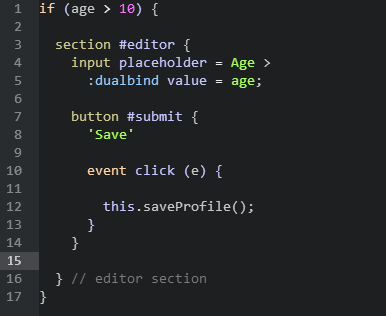 1 if (age > 10) {
2
3 section #editor {
4 input placeholder = Age >
5 :dualbind value = age;
6
7 button #submit {
8 'Save'
9
10 event click (e) {
11
12 this.saveProfile();
13 }
14 }
15
16 } // editor section
17 }